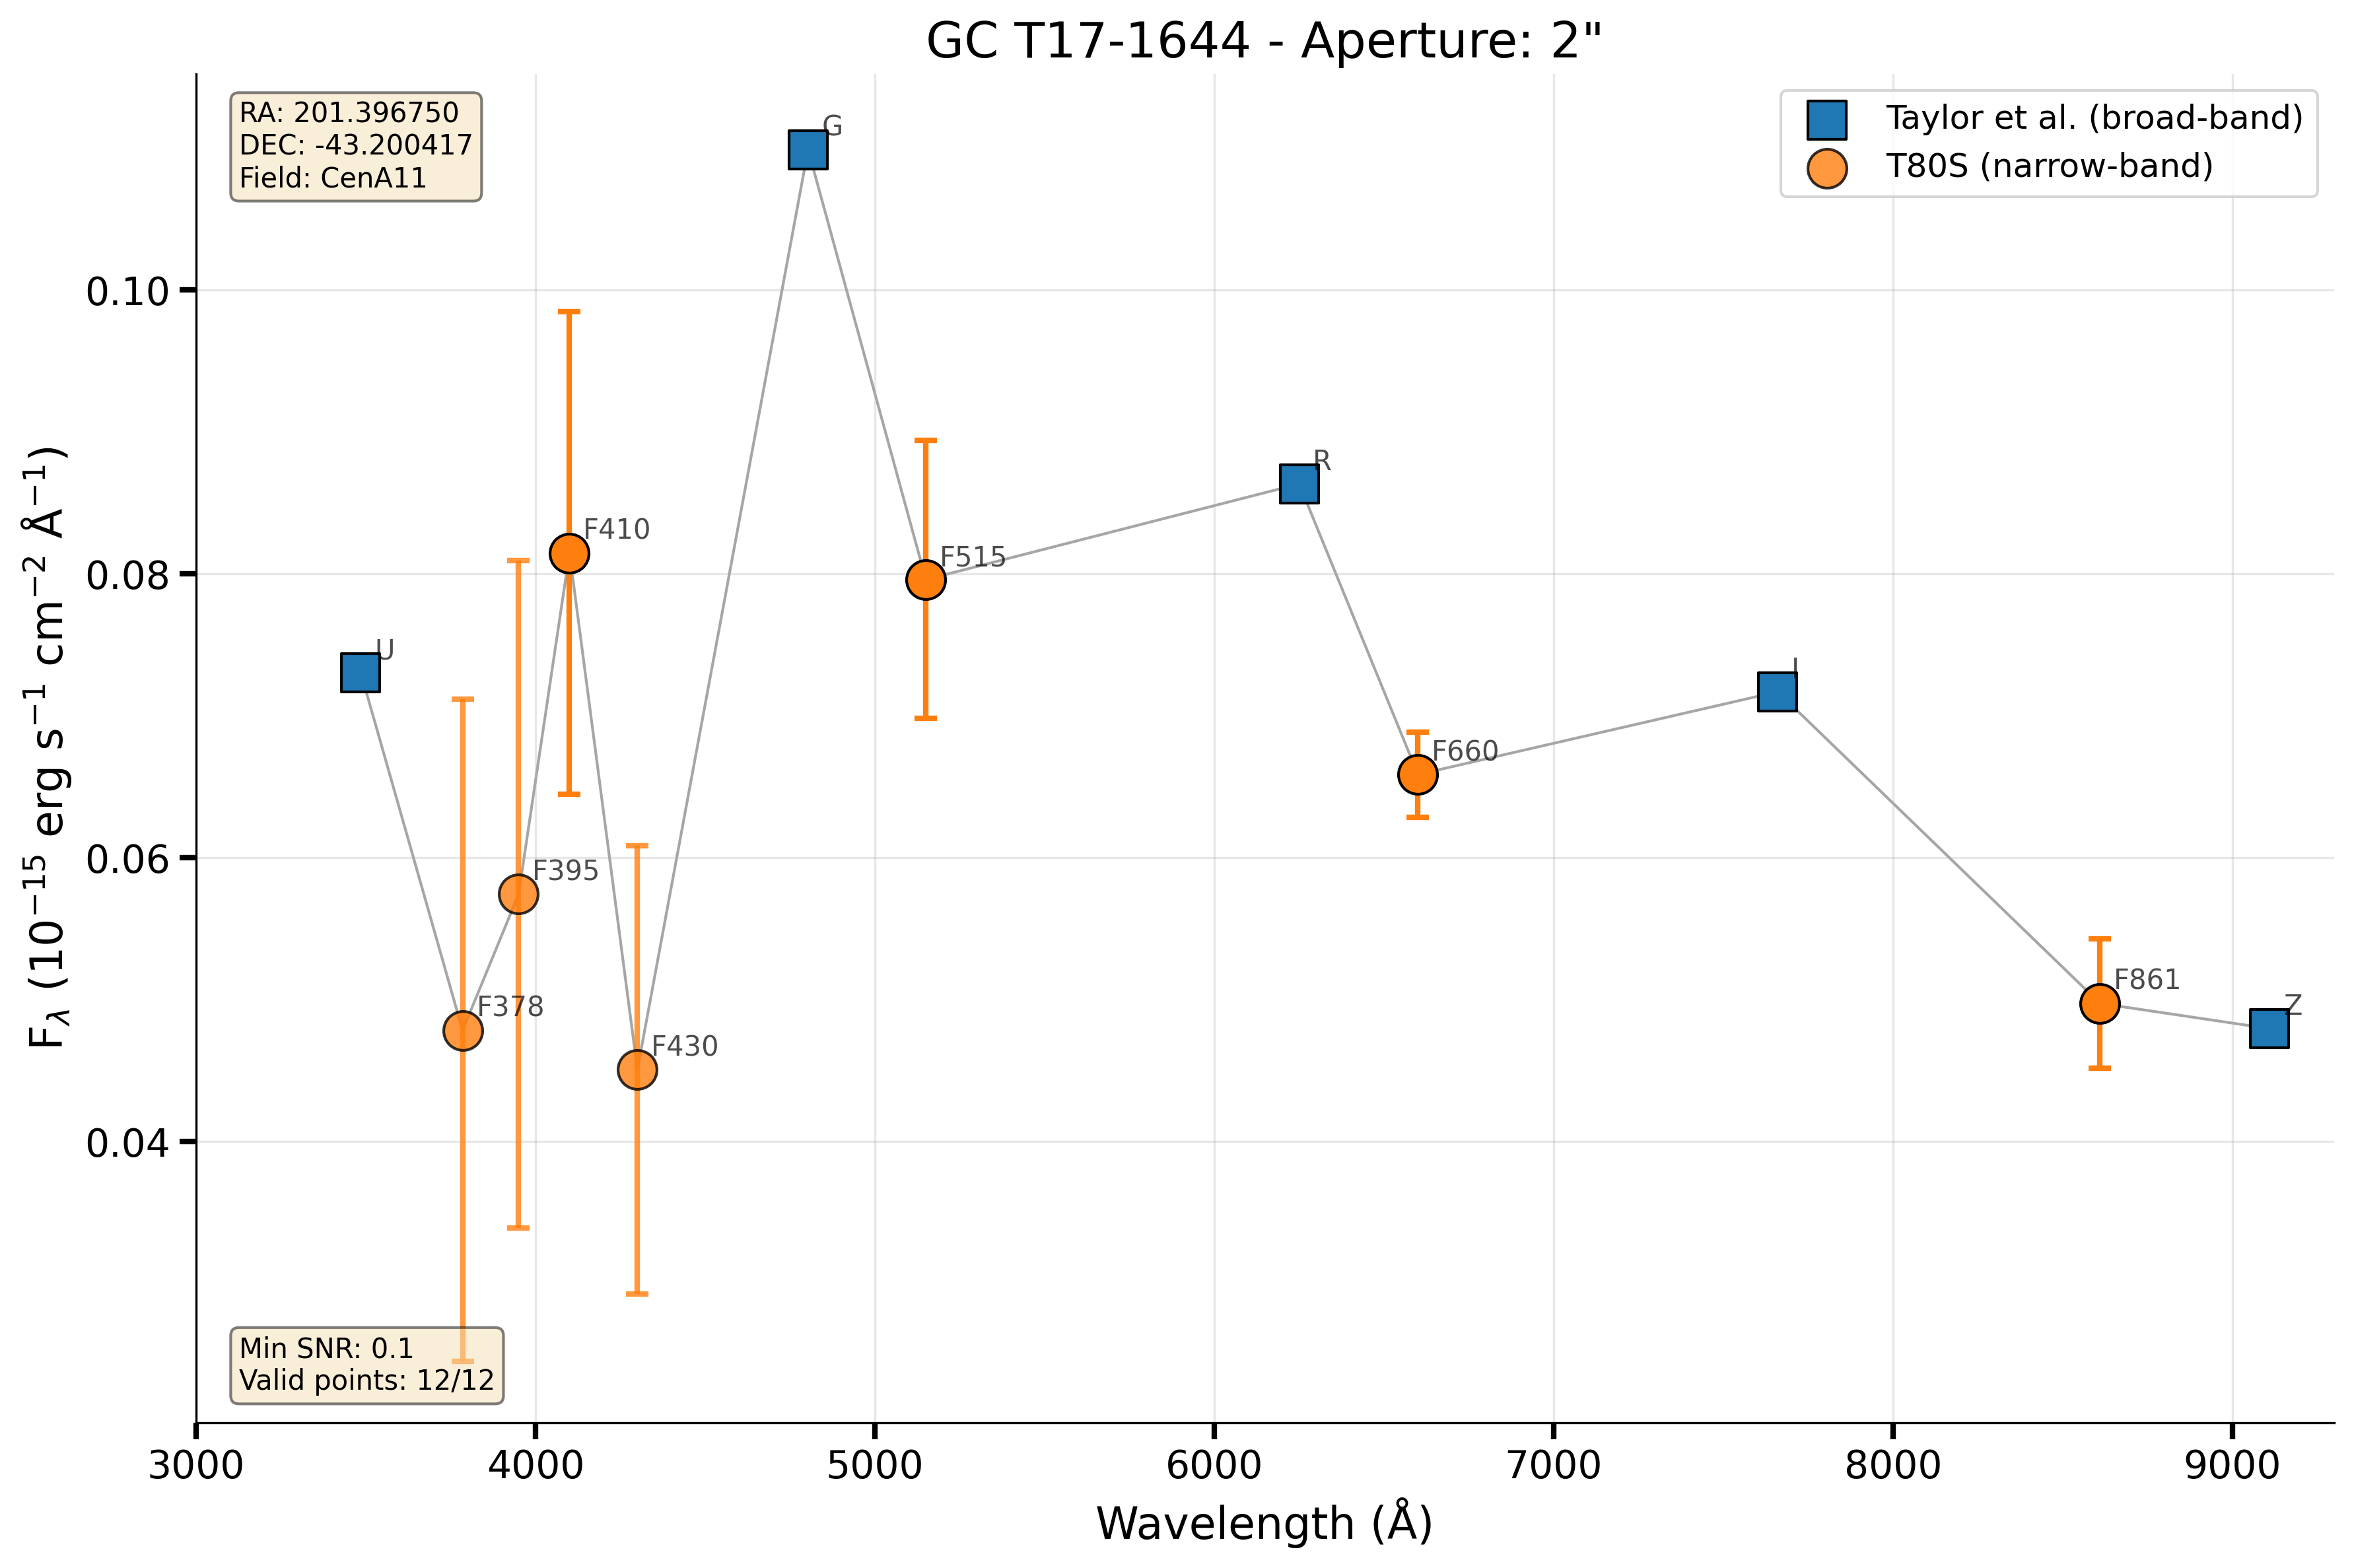 GC T17-1644 - Aperture: 2"
RA: 201.396750
DEC: -43.200417
Field: CenA11
Taylor et al. (broad-band)
T80S (narrow-band)
G
0.10
F410
F515
R
0.08
U
I
F660
F395
0.06
F378
F430
F861
Z
0.04
F_λ (10⁻¹⁵ erg s⁻¹ cm⁻² Å⁻¹)
Min SNR: 0.1
Valid points: 12/12
3000 4000 5000 6000 7000 8000 9000
Wavelength (Å)